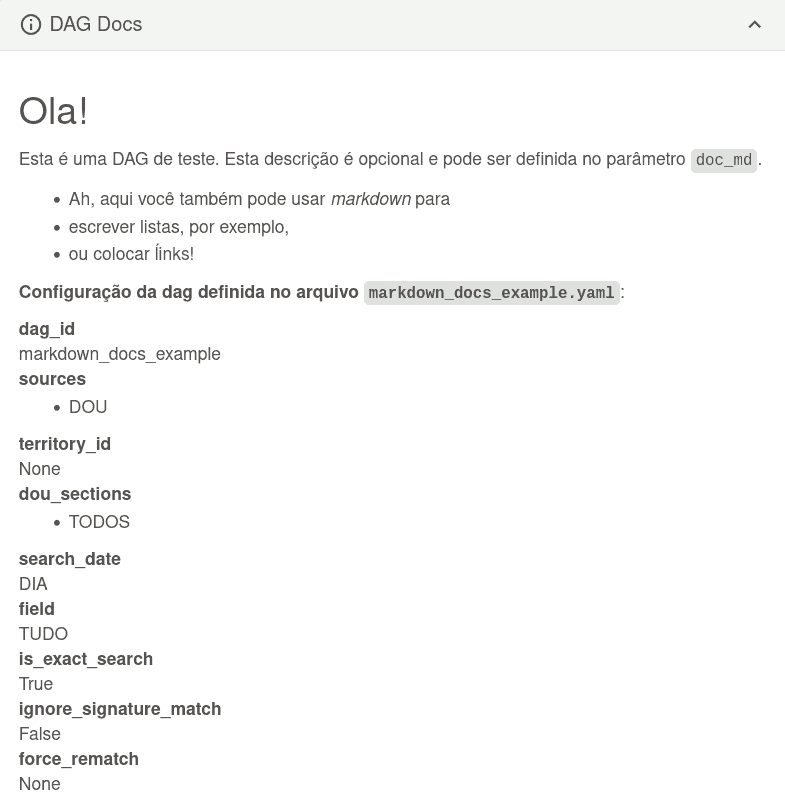 DAG Docs
Ola!
Esta é uma DAG de teste. Esta descrição é opcional e pode ser definida no parâmetro doc_md.
• Ah, aqui você também pode usar markdown para
• escrever listas, por exemplo,
• ou colocar ĺinks!
Configuração da dag definida no arquivo markdown_docs_example.yaml:
dag_id
markdown_docs_example
sources
• DOU
territory_id
None
dou_sections
• TODOS
search_date
DIA
field
TUDO
is_exact_search
True
ignore_signature_match
False
force_rematch
None